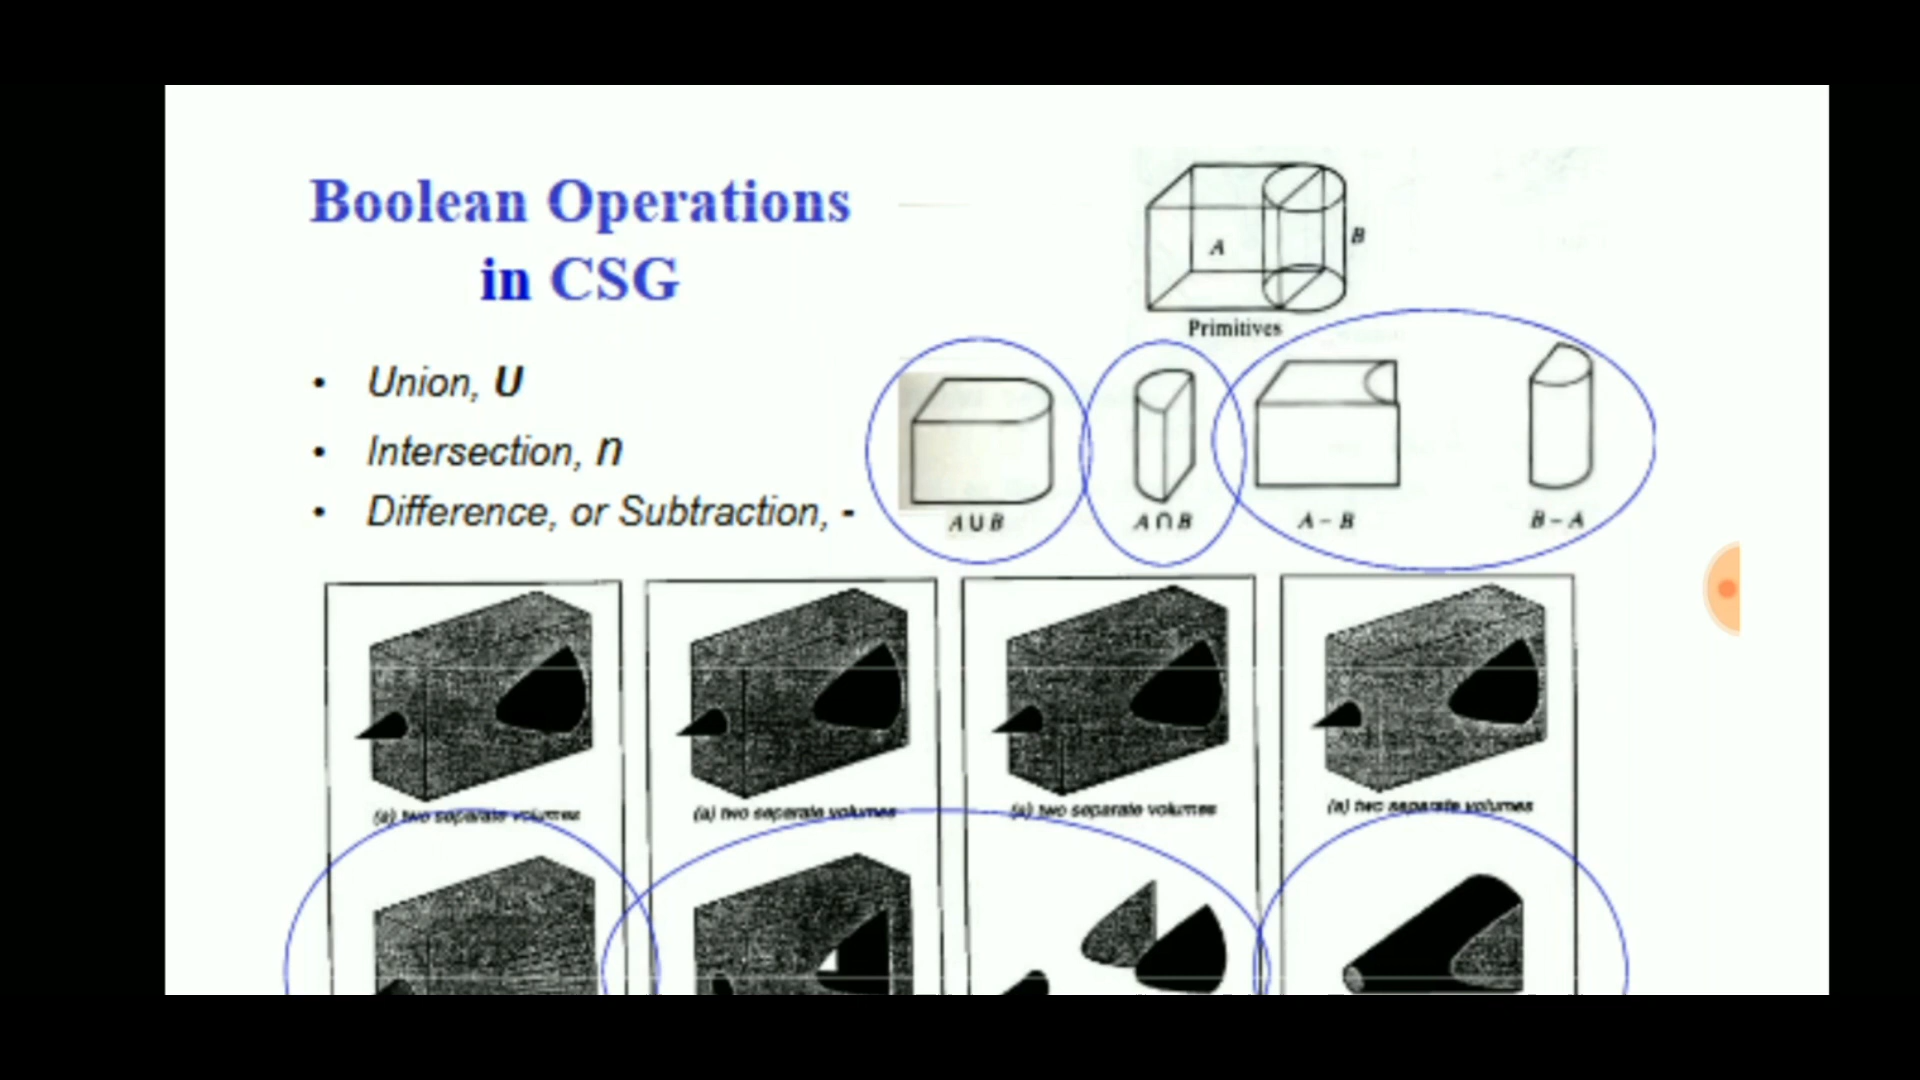 Boolean Operations
in CSG
• Union, U
• Intersection, n
• Difference, or Subtraction, -
A
B
Primitives
A ∪ B
A ∩ B
A – B
B – A
(a) two separate volumes
(a) two separate volumes
(a) two separate volumes
(a) two separate volumes